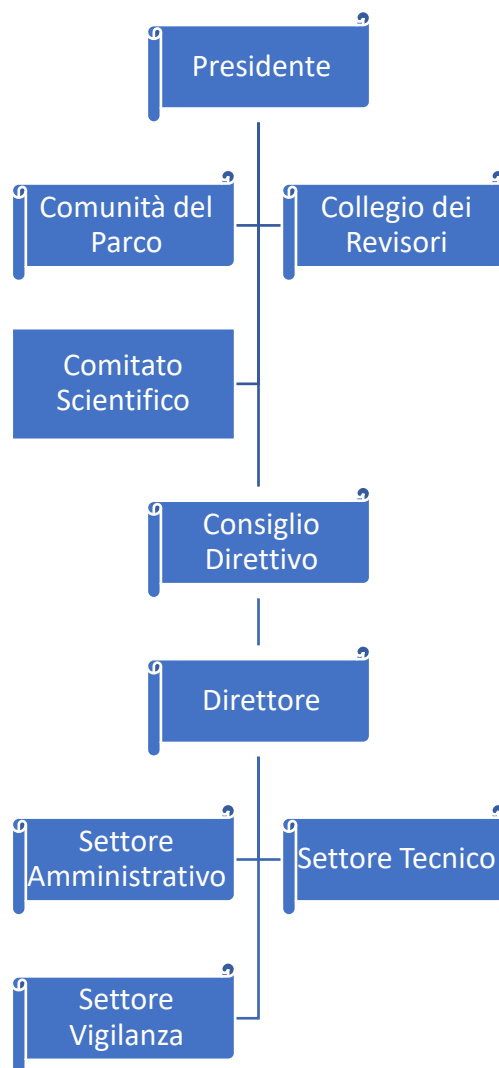 Presidente
Comunità del
Parco
Collegio dei
Revisori
Comitato
Scientifico
Consiglio
Direttivo
Direttore
Settore
Amministrativo
Settore Tecnico
Settore
Vigilanza